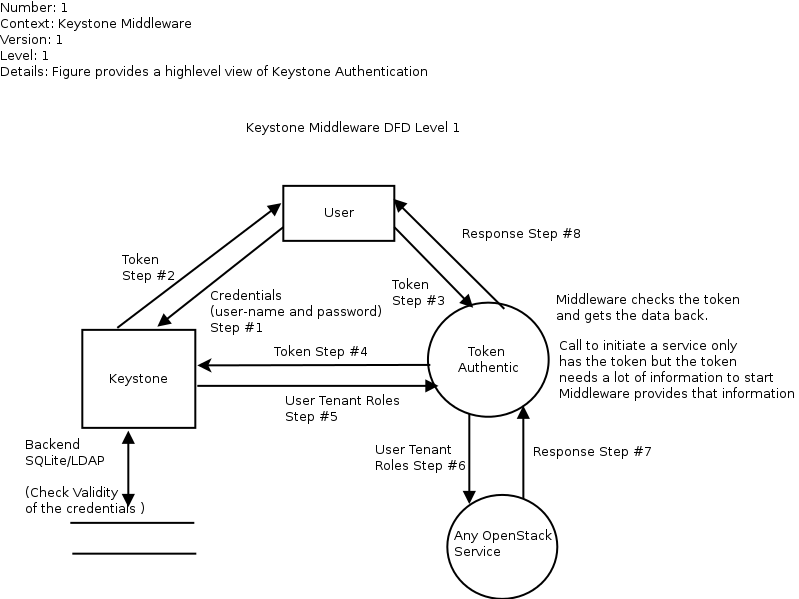 Number: 1
Context: Keystone Middleware
Version: 1
Level: 1
Details: Figure provides a highlevel view of Keystone Authentication
Keystone Middleware DFD Level 1
User
Response Step #8
Token
Step #2
Token
Step #3
Credentials
(user-name and password)
Step #1
Middleware checks the token
and gets the data back.
Call to initiate a service only
has the token but the token
needs a lot of information to start
Middleware provides that information
Token Step #4
Token
Authentic
Keystone
User Tenant Roles
Step #5
Backend
SQLite/LDAP
(Check Validity
of the credentials )
User Tenant
Roles Step #6
Response Step #7
Any OpenStack
Service